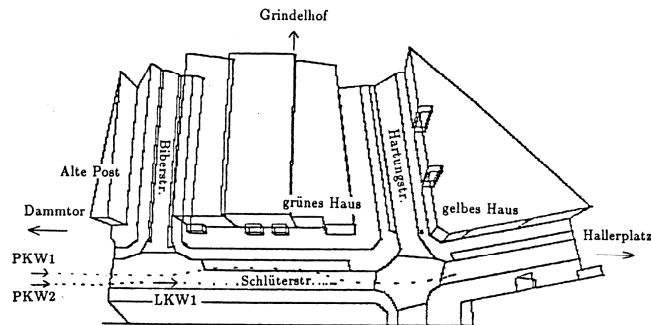 Grindelhof
Biberstr.
Hartungstr.
Alte Post
grünes Haus
gelbes Haus
Dammtor
Hallerplatz
PKW1
Schlüterstr.
PKW2
LKW1